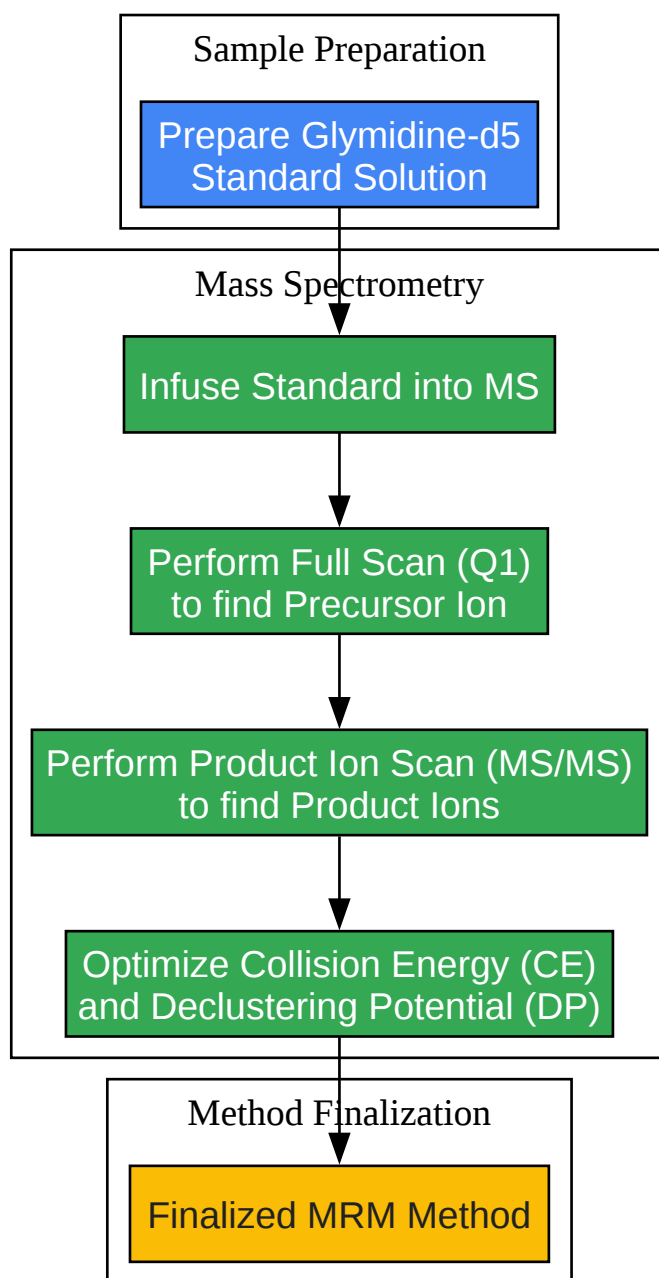 Sample Preparation
Prepare Glymidine-d5
Standard Solution
Mass Spectrometry
Infuse Standard into MS
Perform Full Scan (Q1)
to find Precursor Ion
Perform Product Ion Scan (MS/MS)
to find Product Ions
Optimize Collision Energy (CE)
and Declustering Potential (DP)
Method Finalization
Finalized MRM Method